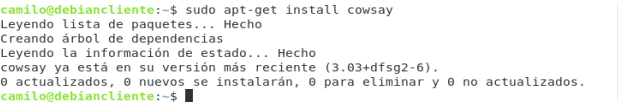 camilo@debiancliente:~$ sudo apt-get install cowsay
Leyendo lista de paquetes... Hecho
Creando árbol de dependencias
Leyendo la información de estado... Hecho
cowsay ya está en su versión más reciente (3.03+dfsg2-6).
0 actualizados, 0 nuevos se instalarán, 0 para eliminar y 0 no actualizados.
camilo@debiancliente:~$